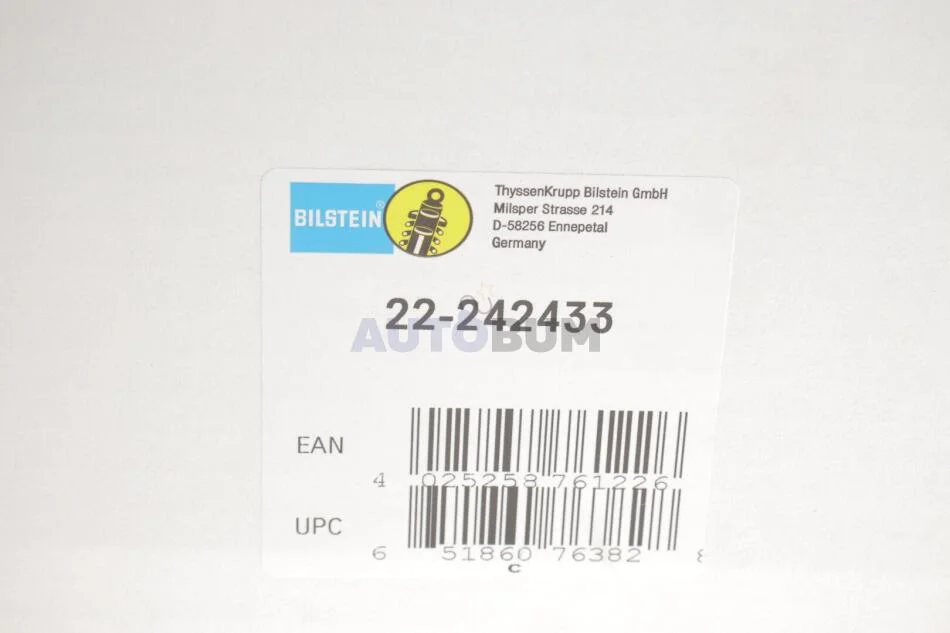 BILSTEIN®
ThyssenKrupp Bilstein GmbH
Milsper Strasse 214
D-58256 Ennepetal
Germany
22-242433
AUTOBUM
EAN
4 025258 761226
UPC
6 51860 76382 8
c